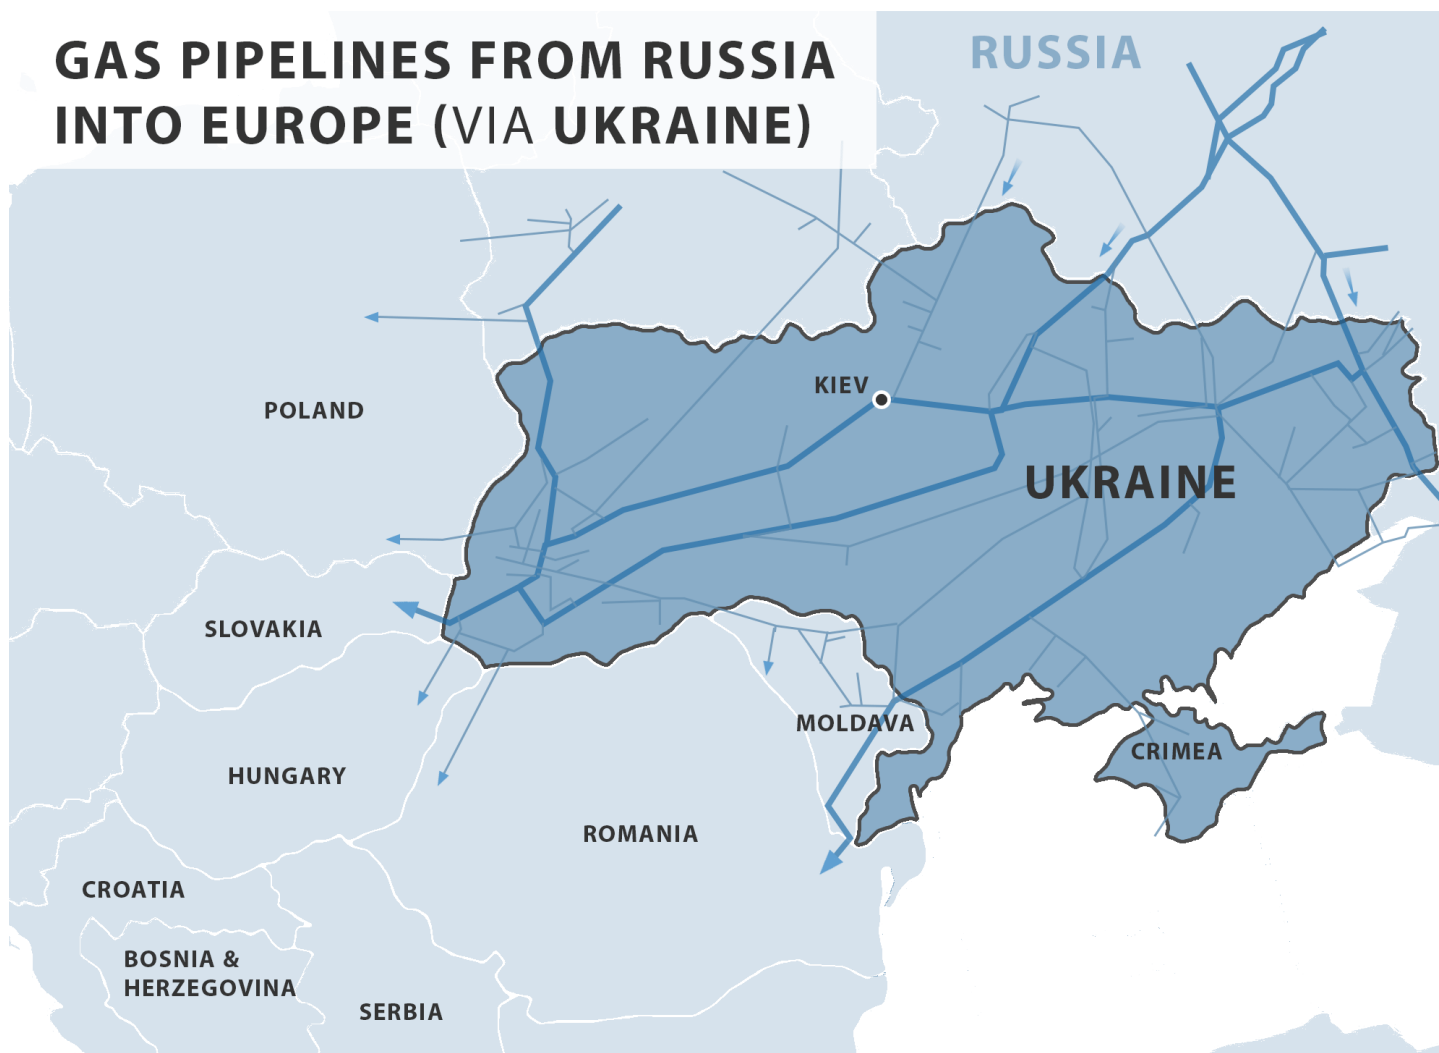 GAS PIPELINES FROM RUSSIA
INTO EUROPE (VIA UKRAINE)
RUSSIA
KIEV
POLAND
UKRAINE
SLOVAKIA
MOLDAVA
CRIMEA
HUNGARY
ROMANIA
CROATIA
BOSNIA &
HERZEGOVINA
SERBIA